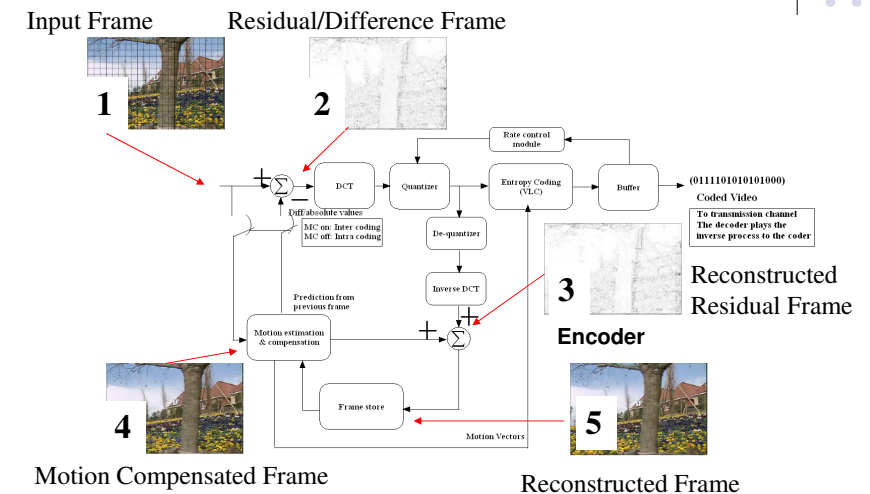 Input Frame
Residual/Difference Frame
1
2
Rate control
module
+
Σ
−
DCT
Quantizer
Entropy Coding
(VLC)
Buffer
(0111101010101000)
Coded Video
To transmission channel
The decoder plays the
inverse process to the coder
Diff/absolute values
MC on: Inter coding
MC off: Intra coding
De-quantizer
Inverse DCT
3
Reconstructed
Residual Frame
Encoder
Prediction from
previous frame
+
+
Σ
Motion estimation
& compensation
4
Frame store
5
Motion Vectors
Motion Compensated Frame
Reconstructed Frame